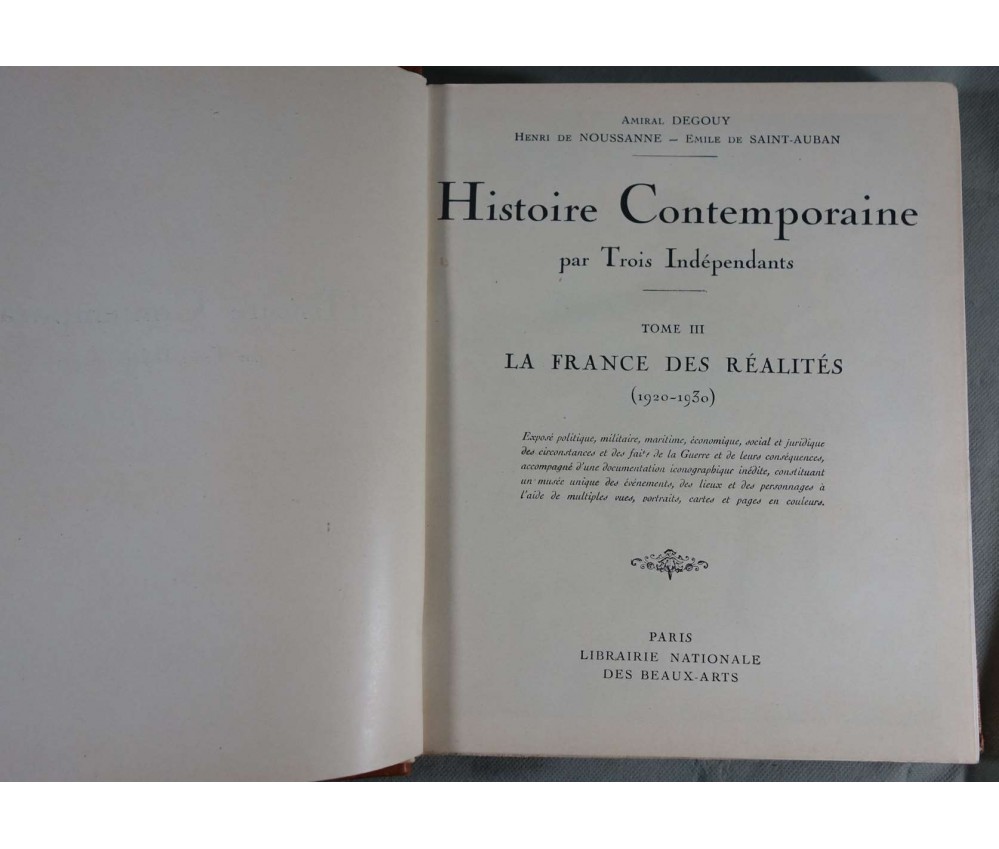 Amiral DEGOUY
Henri de NOUSSANNE — Emile de SAINT-AUBAN
Histoire Contemporaine
par Trois Indépendants
TOME III
LA FRANCE DES RÉALITÉS
(1920-1930)
Exposé politique, militaire, maritime, économique, social et juridique
des circonstances et des faits de la Guerre et de leurs conséquences,
accompagné d'une documentation iconographique inédite, constituant
un musée unique des événements, des lieux et des personnages à
l'aide de multiples vues, portraits, cartes et pages en couleurs.
PARIS
LIBRAIRIE NATIONALE
DES BEAUX-ARTS